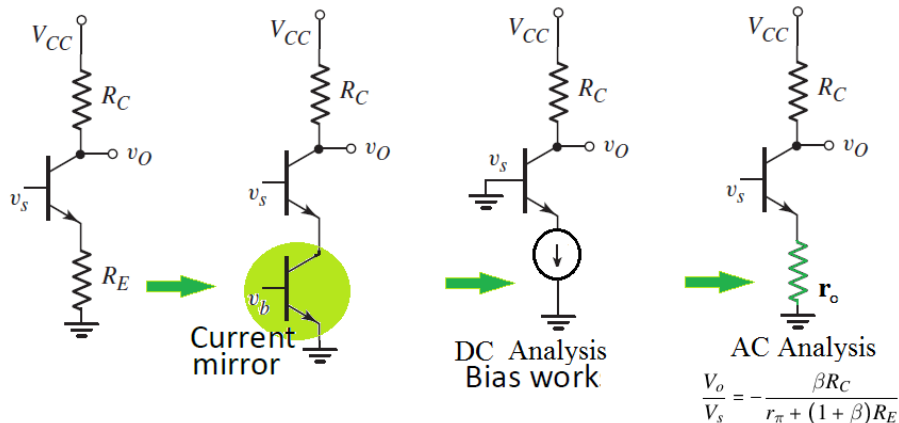 V_CC
R_C
v_O
v_s
R_E
V_CC
R_C
v_O
v_s
v_b
Current
mirror
V_CC
R_C
v_O
v_s
DC Analysis
Bias work
V_CC
R_C
v_O
v_s
r_o
AC Analysis
V_o/V_s = - βR_C/(r_π + (1 + β)R_E)